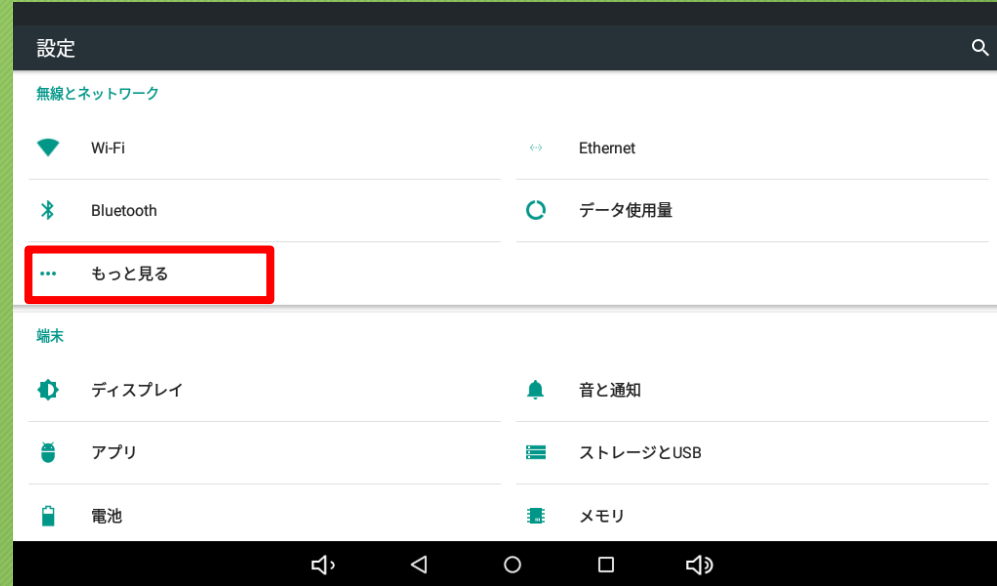 設定
無線とネットワーク
Wi-Fi
Ethernet
Bluetooth
データ使用量
もっと見る
端末
ディスプレイ
音と通知
アプリ
ストレージとUSB
電池
メモリ